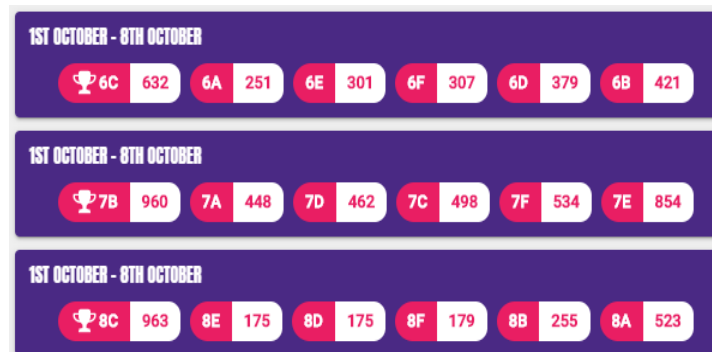 1ST OCTOBER - 8TH OCTOBER
6C 632 6A 251 6E 301 6F 307 6D 379 6B 421
1ST OCTOBER - 8TH OCTOBER
7B 960 7A 448 7D 462 7C 498 7F 534 7E 854
1ST OCTOBER - 8TH OCTOBER
8C 963 8E 175 8D 175 8F 179 8B 255 8A 523